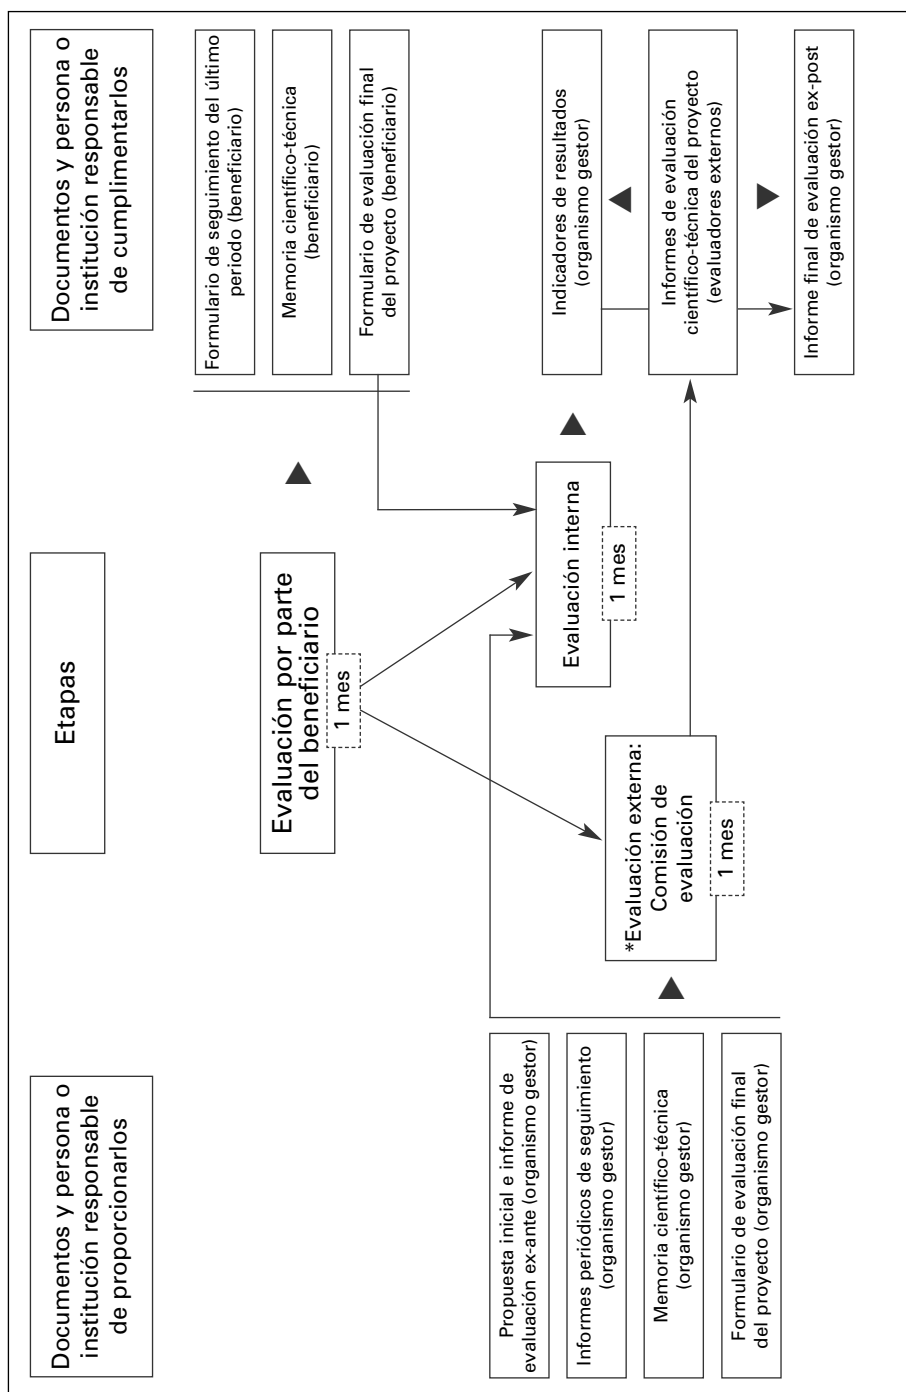 Documentos y persona o
institución responsable
de proporcionarlos
Etapas
Documentos y persona o
institución responsable
de cumplimentarlos
Evaluación por parte
del beneficiario
1 mes
Formulario de seguimiento del último
periodo (beneficiario)
Memoria científico-técnica
(beneficiario)
Formulario de evaluación final
del proyecto (beneficiario)
Propuesta inicial e informe de
evaluación ex-ante (organismo gestor)
Informes periódicos de seguimiento
(organismo gestor)
Memoria científico-técnica
(organismo gestor)
Formulario de evaluación final
del proyecto (organismo gestor)
Evaluación interna
1 mes
*Evaluación externa:
Comisión de
evaluación
1 mes
Indicadores de resultados
(organismo gestor)
Informes de evaluación
científico-técnica del proyecto
(evaluadores externos)
Informe final de evaluación ex-post
(organismo gestor)